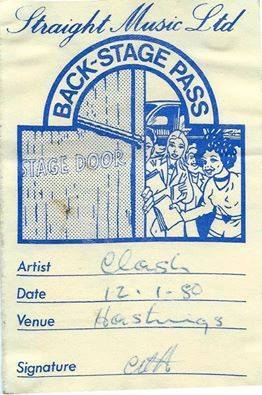 Straight Music Ltd
BACK-STAGE PASS
STAGE DOOR
Artist Clash
Date 12-1-80
Venue Hastings
Signature